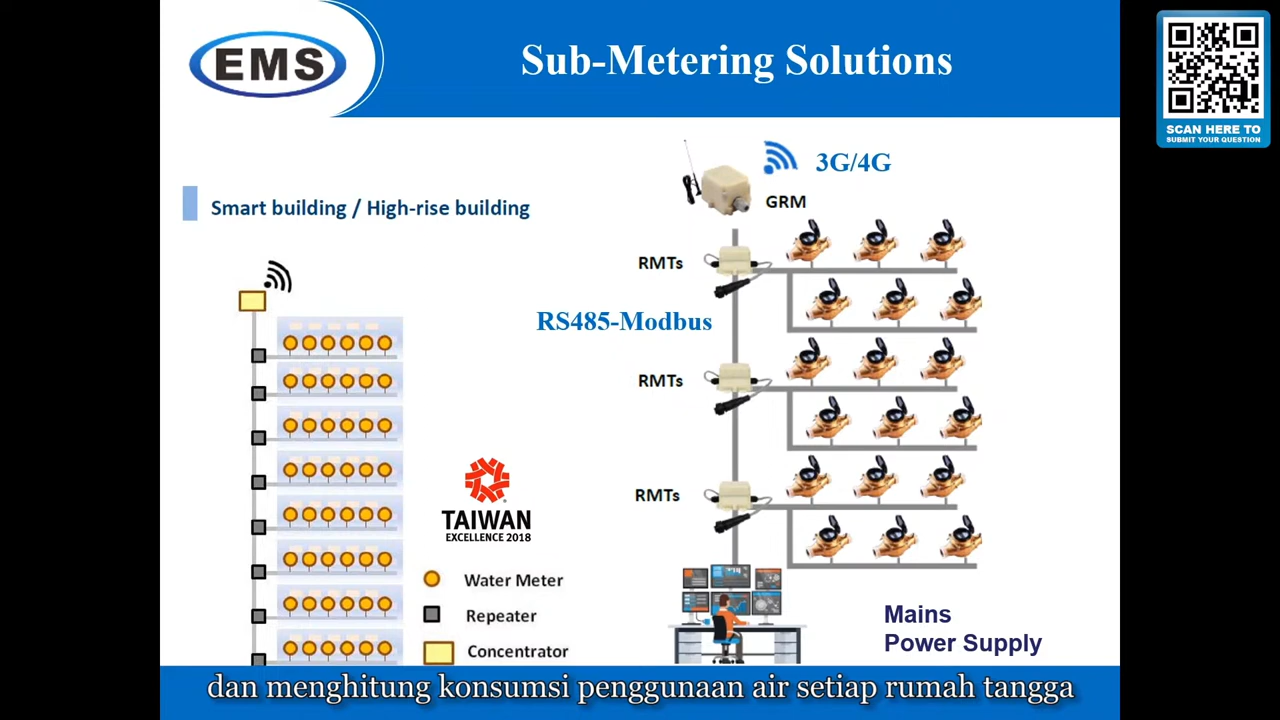 EMS
Sub-Metering Solutions
SCAN HERE TO
SUBMIT YOUR QUESTION
Smart building / High-rise building
3G/4G
GRM
RMTs
RS485-Modbus
RMTs
RMTs
TAIWAN
EXCELLENCE 2018
Water Meter
Repeater
Concentrator
Mains
Power Supply
dan menghitung konsumsi penggunaan air setiap rumah tangga